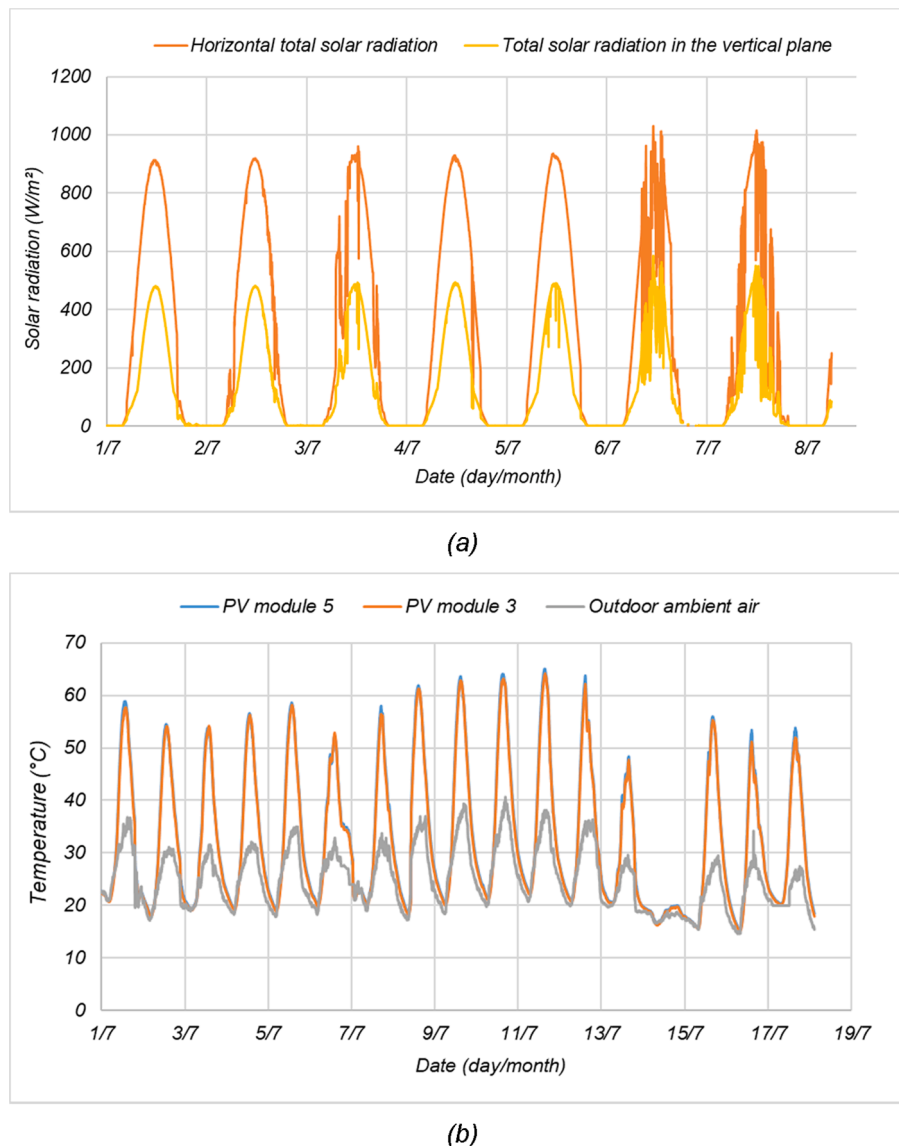 Horizontal total solar radiation Total solar radiation in the vertical plane
1200
1000
800
600
400
200
0
Solar radiation (W/m²)
1/7 2/7 3/7 4/7 5/7 6/7 7/7 8/7
Date (day/month)
(a)
PV module 5 PV module 3 Outdoor ambient air
70
60
50
40
30
20
10
0
Temperature (°C)
1/7 3/7 5/7 7/7 9/7 11/7 13/7 15/7 17/7 19/7
Date (day/month)
(b)